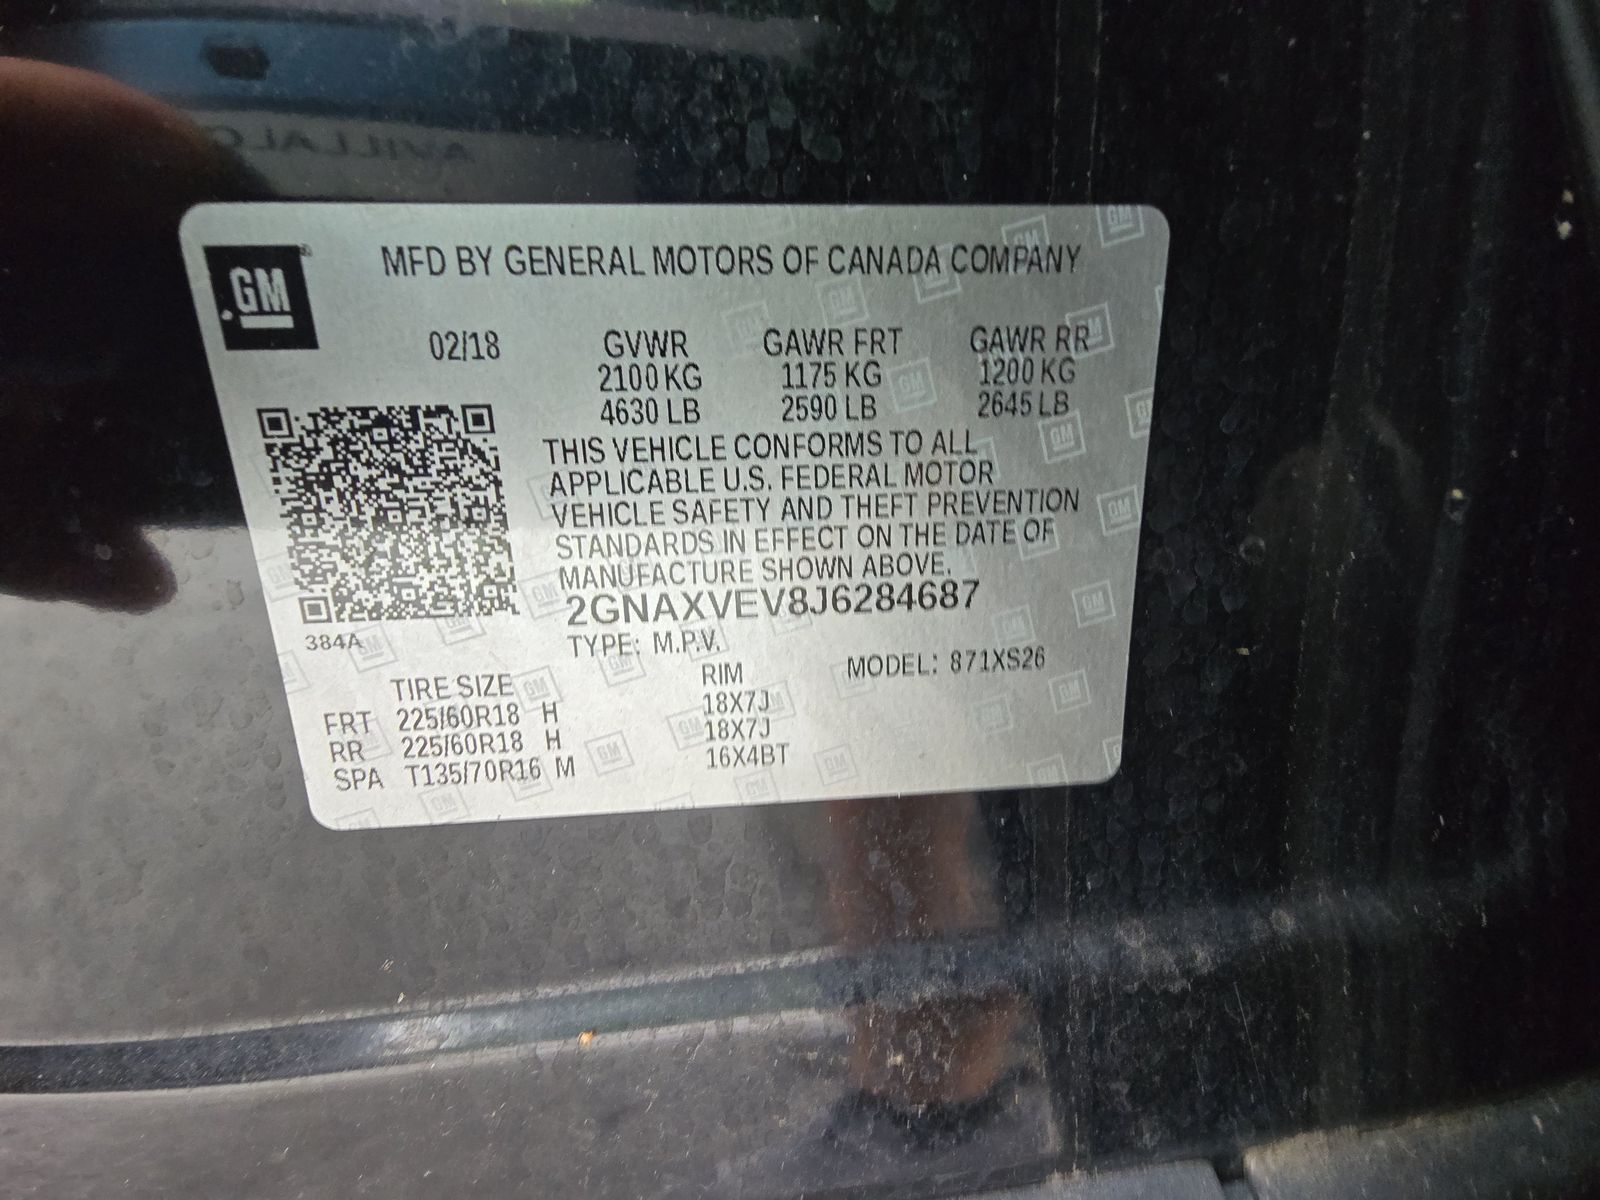 AVILLALO
GM
MFD BY GENERAL MOTORS OF CANADA COMPANY
02/18 GVWR GAWR FRT GAWR RR
2100 KG 1175 KG 1200 KG
4630 LB 2590 LB 2645 LB
THIS VEHICLE CONFORMS TO ALL
APPLICABLE U.S. FEDERAL MOTOR
VEHICLE SAFETY AND THEFT PREVENTION
STANDARDS IN EFFECT ON THE DATE OF
MANUFACTURE SHOWN ABOVE.
2GNAXVEV8J6284687
384A TYPE: M.P.V. MODEL: 871XS26
TIRE SIZE RIM
FRT 225/60R18 H 18X7J
RR 225/60R18 H 18X7J
SPA T135/70R16 M 16X4BT